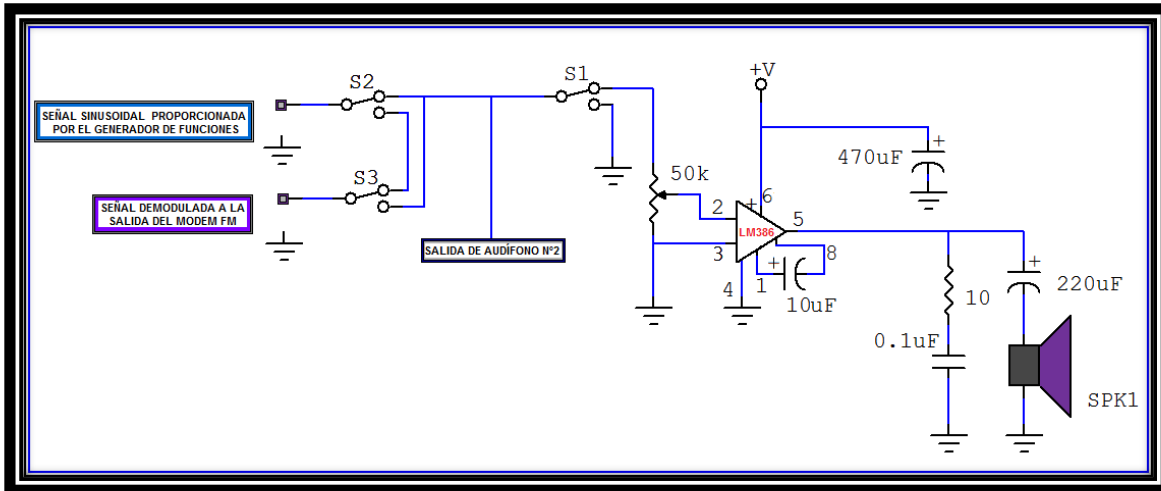 S2
S1
+V
SEÑAL SINUSOIDAL PROPORCIONADA
POR EL GENERADOR DE FUNCIONES
+
470uF
S3
50k
SEÑAL DEMODULADA A LA
SALIDA DEL MODEM FM
2
+
6
5
LM386
SALIDA DE AUDÍFONO N°2
3
+
8
4
1
10uF
+
10
220uF
0.1uF
SPK1